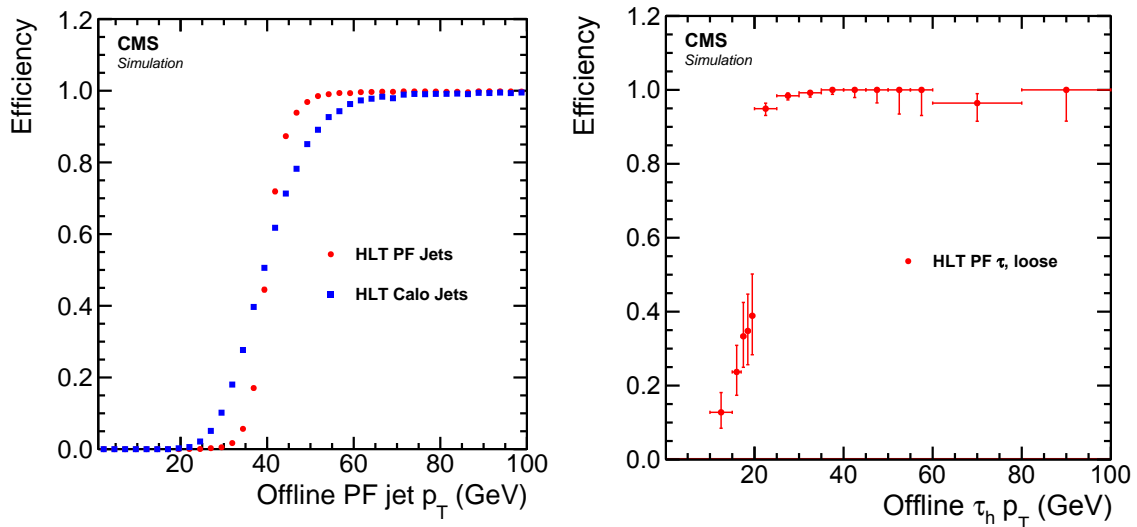 CMS
Simulation
Efficiency
1.2
1.0
0.8
0.6
0.4
0.2
0.0
HLT PF Jets
HLT Calo Jets
20 40 60 80 100
Offline PF jet p_T (GeV)
CMS
Simulation
Efficiency
1.2
1.0
0.8
0.6
0.4
0.2
0.0
HLT PF τ, loose
0 20 40 60 80 100
Offline τ_h p_T (GeV)